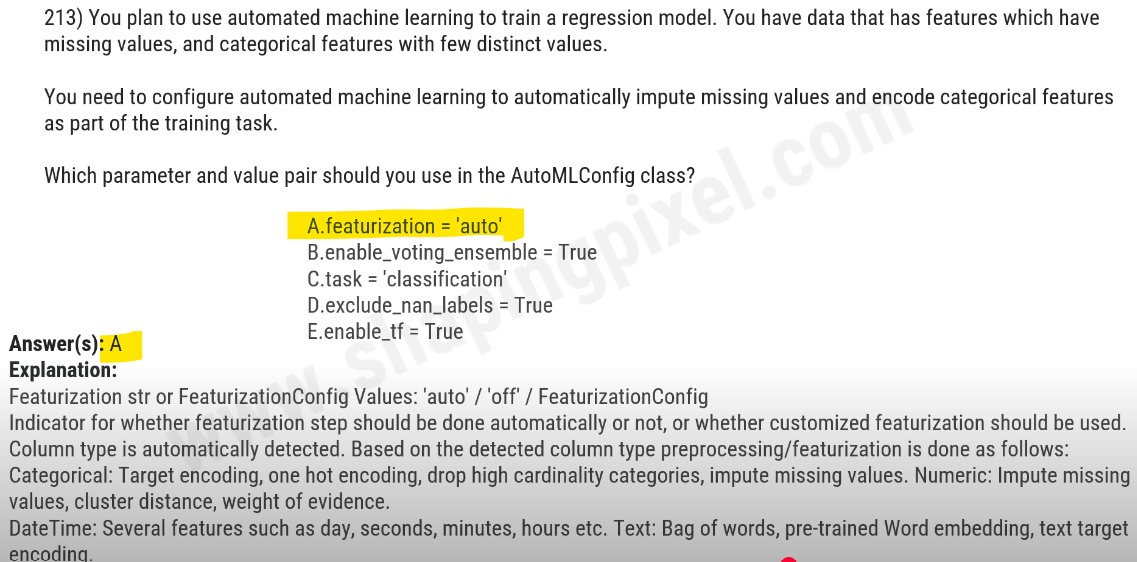 213) You plan to use automated machine learning to train a regression model. You have data that has features which have
missing values, and categorical features with few distinct values.
You need to configure automated machine learning to automatically impute missing values and encode categorical features
as part of the training task.
Which parameter and value pair should you use in the AutoMLConfig class?
A.featurization = 'auto'
B.enable_voting_ensemble = True
C.task = 'classification'
D.exclude_nan_labels = True
E.enable_tf = True
Answer(s): A
Explanation:
Featurization str or FeaturizationConfig Values: 'auto' / 'off' / FeaturizationConfig
Indicator for whether featurization step should be done automatically or not, or whether customized featurization should be used.
Column type is automatically detected. Based on the detected column type preprocessing/featurization is done as follows:
Categorical: Target encoding, one hot encoding, drop high cardinality categories, impute missing values. Numeric: Impute missing
values, cluster distance, weight of evidence.
DateTime: Several features such as day, seconds, minutes, hours etc. Text: Bag of words, pre-trained Word embedding, text target
encoding.
www.shapingpixel.com